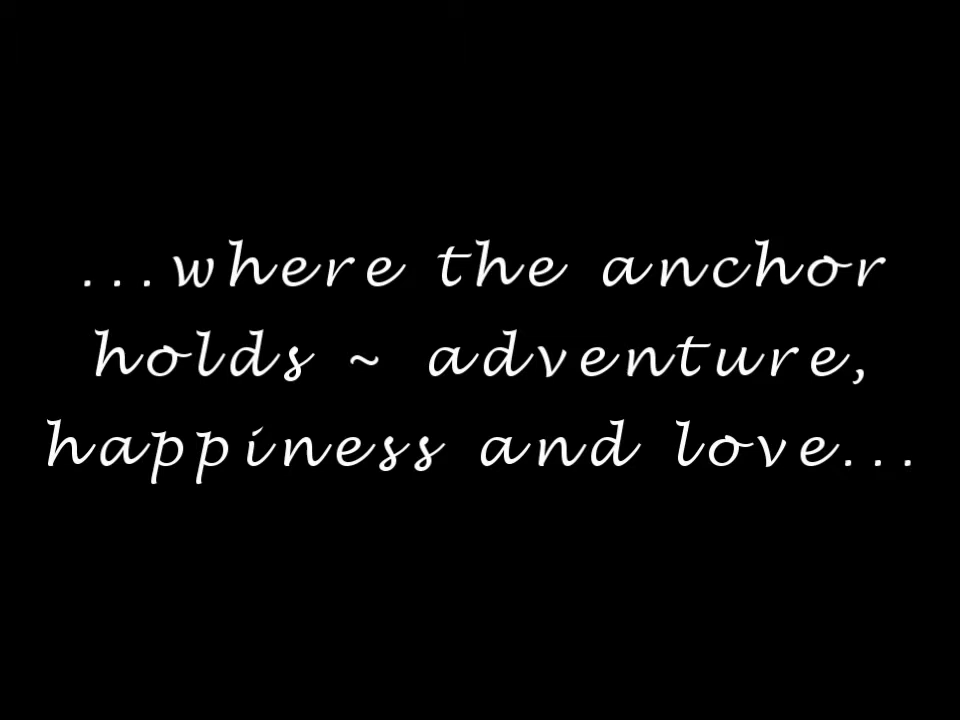 ...where the anchor
holds ~ adventure,
happiness and love...